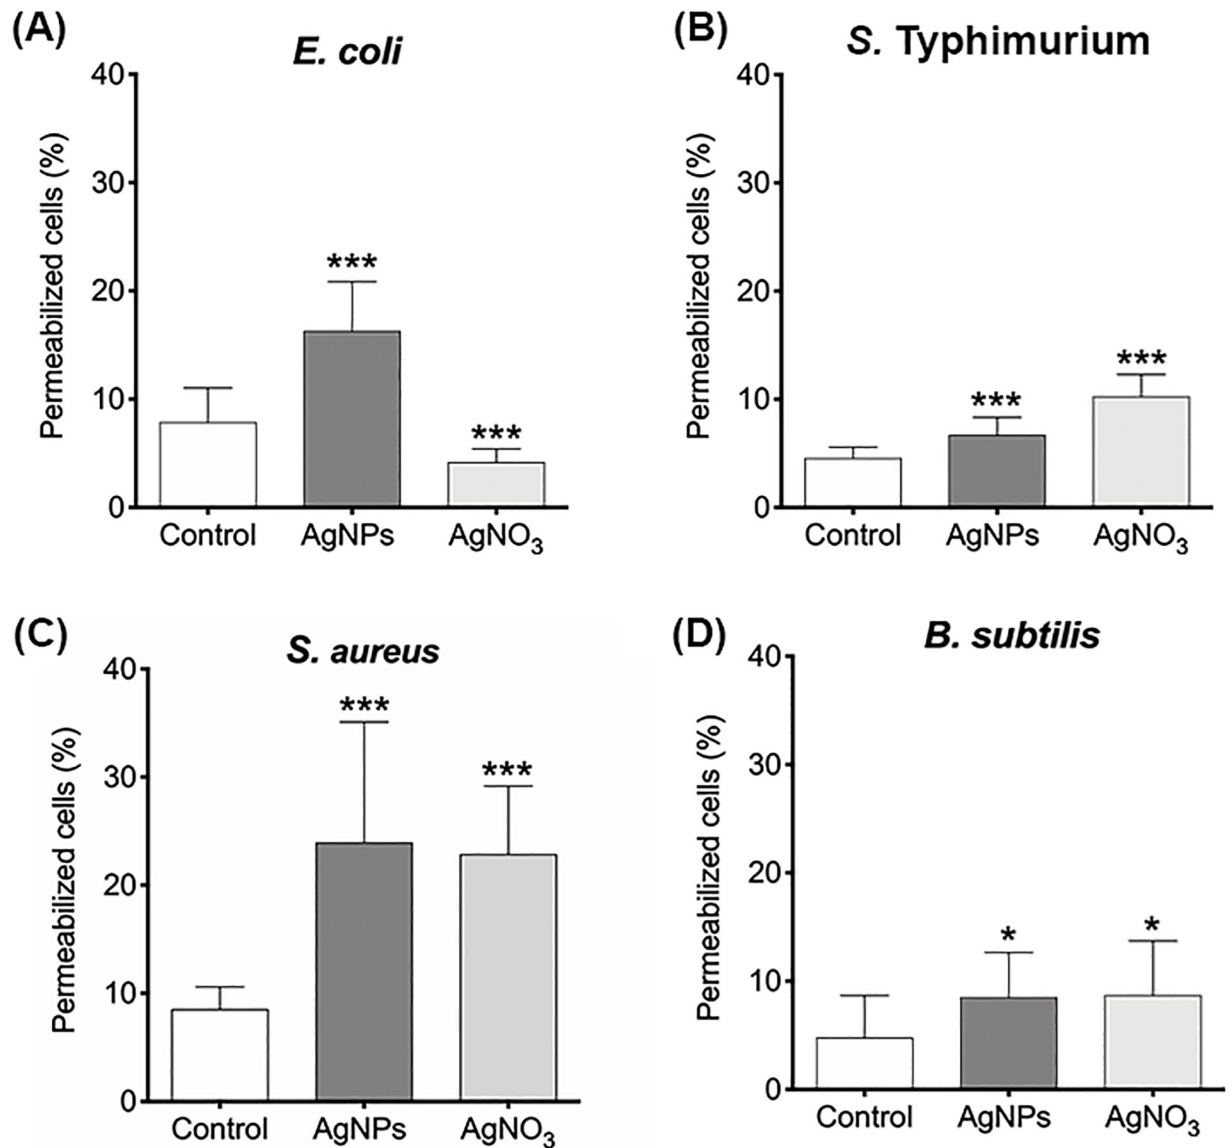 (A)
E. coli
Permeabilized cells (%)
40
30
20
10
0
***
***
Control
AgNPs
AgNO₃
(B)
S. Typhimurium
Permeabilized cells (%)
40
30
20
10
0
***
***
Control
AgNPs
AgNO₃
(C)
S. aureus
Permeabilized cells (%)
40
30
20
10
0
***
***
Control
AgNPs
AgNO₃
(D)
B. subtilis
Permeabilized cells (%)
40
30
20
10
0
*
*
Control
AgNPs
AgNO₃